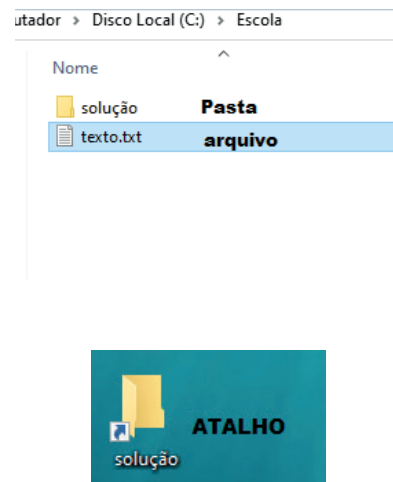 utador > Disco Local (C:) > Escola
Nome
solução Pasta
texto.txt arquivo
ATALHO
solução